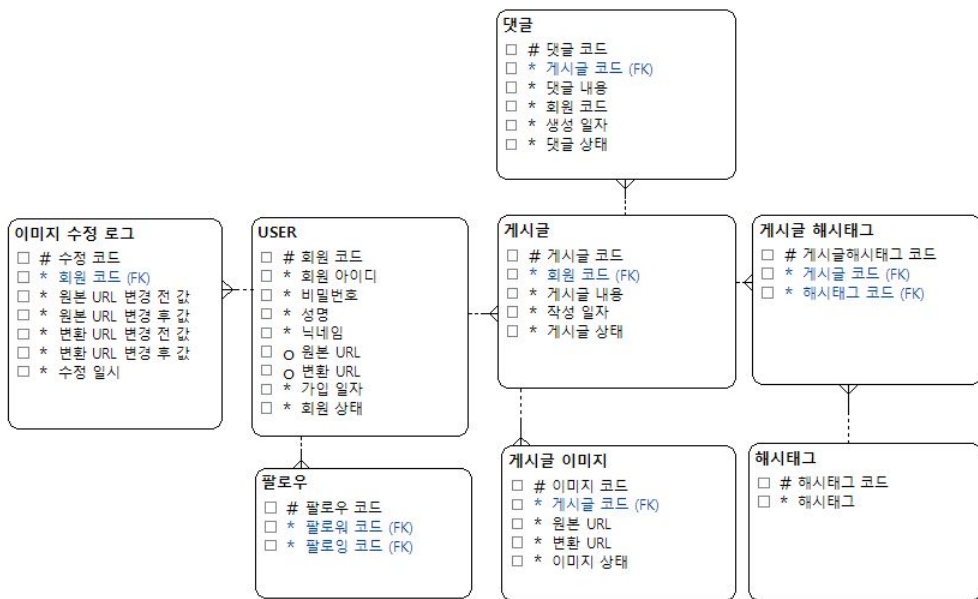 댓글
# 댓글 코드
* 게시글 코드 (FK)
* 댓글 내용
* 회원 코드
* 생성 일자
* 댓글 상태
이미지 수정 로그
# 수정 코드
* 회원 코드 (FK)
* 원본 URL 변경 전 값
* 원본 URL 변경 후 값
* 변환 URL 변경 전 값
* 변환 URL 변경 후 값
* 수정 일시
USER
# 회원 코드
* 회원 아이디
* 비밀번호
* 성명
* 닉네임
o 원본 URL
o 변환 URL
* 가입 일자
* 회원 상태
게시글
# 게시글 코드
* 회원 코드 (FK)
* 게시글 내용
* 작성 일자
* 게시글 상태
게시글 해시태그
# 게시글해시태그 코드
* 게시글 코드 (FK)
* 해시태그 코드 (FK)
팔로우
# 팔로우 코드
* 팔로워 코드 (FK)
* 팔로잉 코드 (FK)
게시글 이미지
# 이미지 코드
* 게시글 코드 (FK)
* 원본 URL
* 변환 URL
* 이미지 상태
해시태그
# 해시태그 코드
* 해시태그